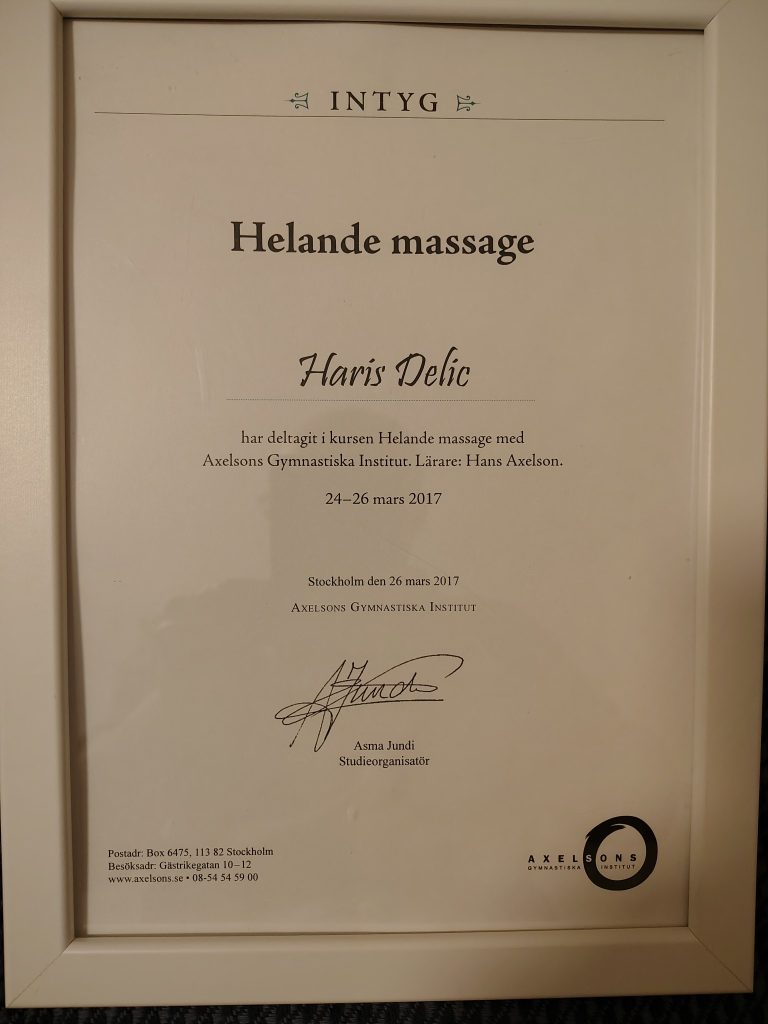 INTYG
Helande massage
Haris Delic
har deltagit i kursen Helande massage med
Axelsons Gymnastiska Institut. Lärare: Hans Axelson.
24–26 mars 2017
Stockholm den 26 mars 2017
AXELSONS GYMNASTISKA INSTITUT
AJundi
Asma Jundi
Studieorganisatör
Postadr: Box 6475, 113 82 Stockholm
Besöksadr: Gästrikegatan 10–12
www.axelsons.se • 08-54 54 59 00
AXELSONS
GYMNASTISKA INSTITUT